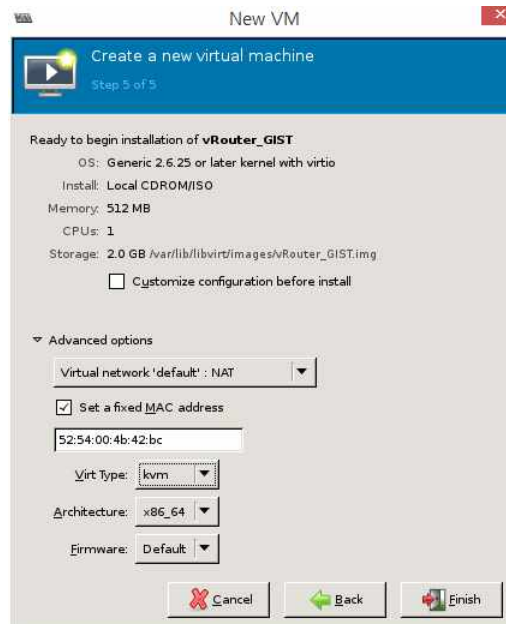 New VM
Create a new virtual machine
Step 5 of 5
Ready to begin installation of vRouter_GIST
OS: Generic 2.6.25 or later kernel with virtio
Install: Local CDROM/ISO
Memory: 512 MB
CPUs: 1
Storage: 2.0 GB /var/lib/libvirt/images/vRouter_GIST.img
Customize configuration before install
Advanced options
Virtual network 'default' : NAT
Set a fixed MAC address
52:54:00:4b:42:bc
Virt Type: kvm
Architecture: x86_64
Firmware: Default
Cancel Back Finish